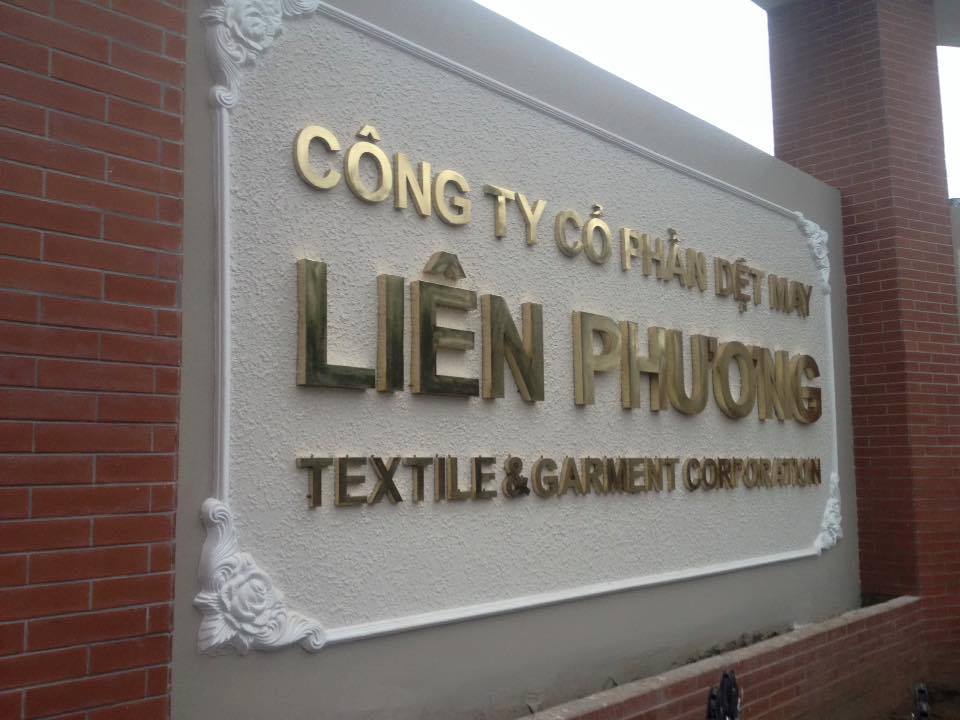 CÔNG TY CỔ PHẦN DỆT MAY
LIÊN PHƯƠNG
TEXTILE & GARMENT CORPORATION